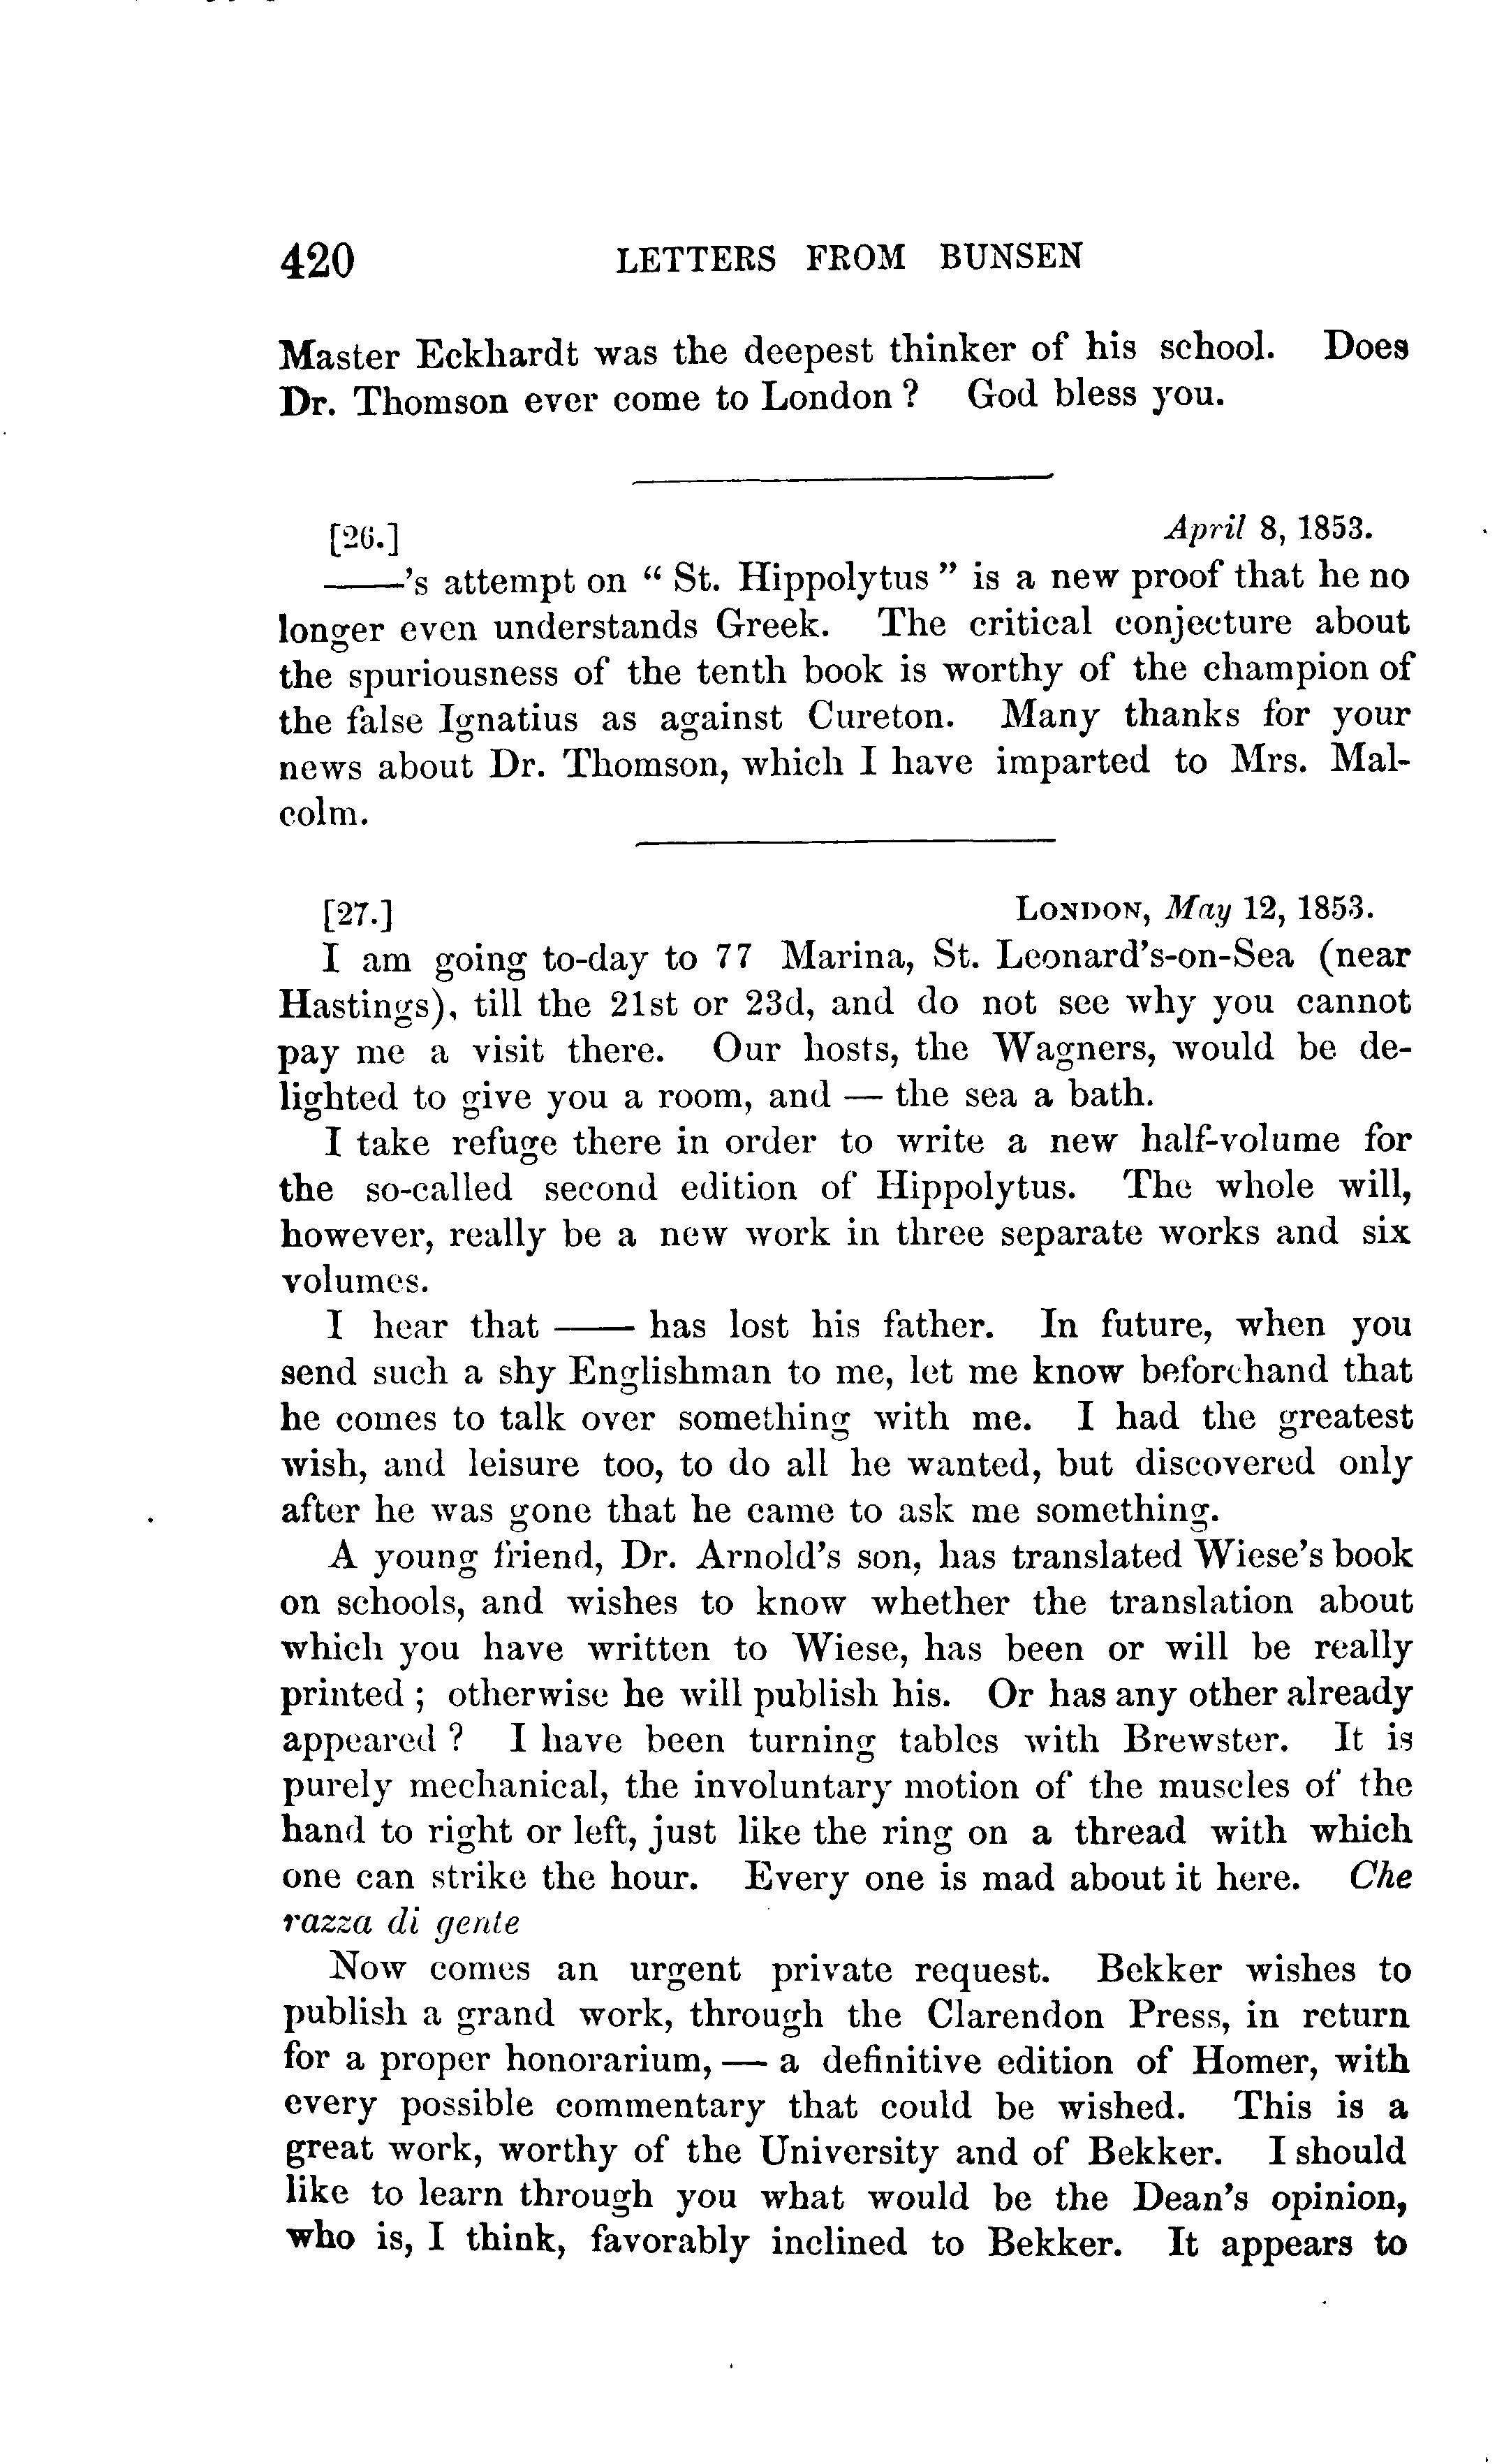 420 LETTERS FROM BUNSEN
Master Eckhardt was the deepest thinker of his school. Does
Dr. Thomson ever come to London ? God bless you.
[26.] April 8, 1853.
——'s attempt on “ St. Hippolytus ” is a new proof that he no
longer even understands Greek. The critical conjecture about
the spuriousness of the tenth book is worthy of the champion of
the false Ignatius as against Cureton. Many thanks for your
news about Dr. Thomson, which I have imparted to Mrs. Mal-
colm.
[27.] LONDON, May 12, 1853.
I am going to-day to 77 Marina, St. Leonard's-on-Sea (near
Hastings), till the 21st or 23d, and do not see why you cannot
pay me a visit there. Our hosts, the Wagners, would be de-
lighted to give you a room, and — the sea a bath.
I take refuge there in order to write a new half-volume for
the so-called second edition of Hippolytus. The whole will,
however, really be a new work in three separate works and six
volumes.
I hear that —— has lost his father. In future, when you
send such a shy Englishman to me, let me know beforehand that
he comes to talk over something with me. I had the greatest
wish, and leisure too, to do all he wanted, but discovered only
after he was gone that he came to ask me something.
A young friend, Dr. Arnold's son, has translated Wiese's book
on schools, and wishes to know whether the translation about
which you have written to Wiese, has been or will be really
printed ; otherwise he will publish his. Or has any other already
appeared ? I have been turning tables with Brewster. It is
purely mechanical, the involuntary motion of the muscles of the
hand to right or left, just like the ring on a thread with which
one can strike the hour. Every one is mad about it here. Che
razza di gente
Now comes an urgent private request. Bekker wishes to
publish a grand work, through the Clarendon Press, in return
for a proper honorarium, — a definitive edition of Homer, with
every possible commentary that could be wished. This is a
great work, worthy of the University and of Bekker. I should
like to learn through you what would be the Dean's opinion,
who is, I think, favorably inclined to Bekker. It appears to